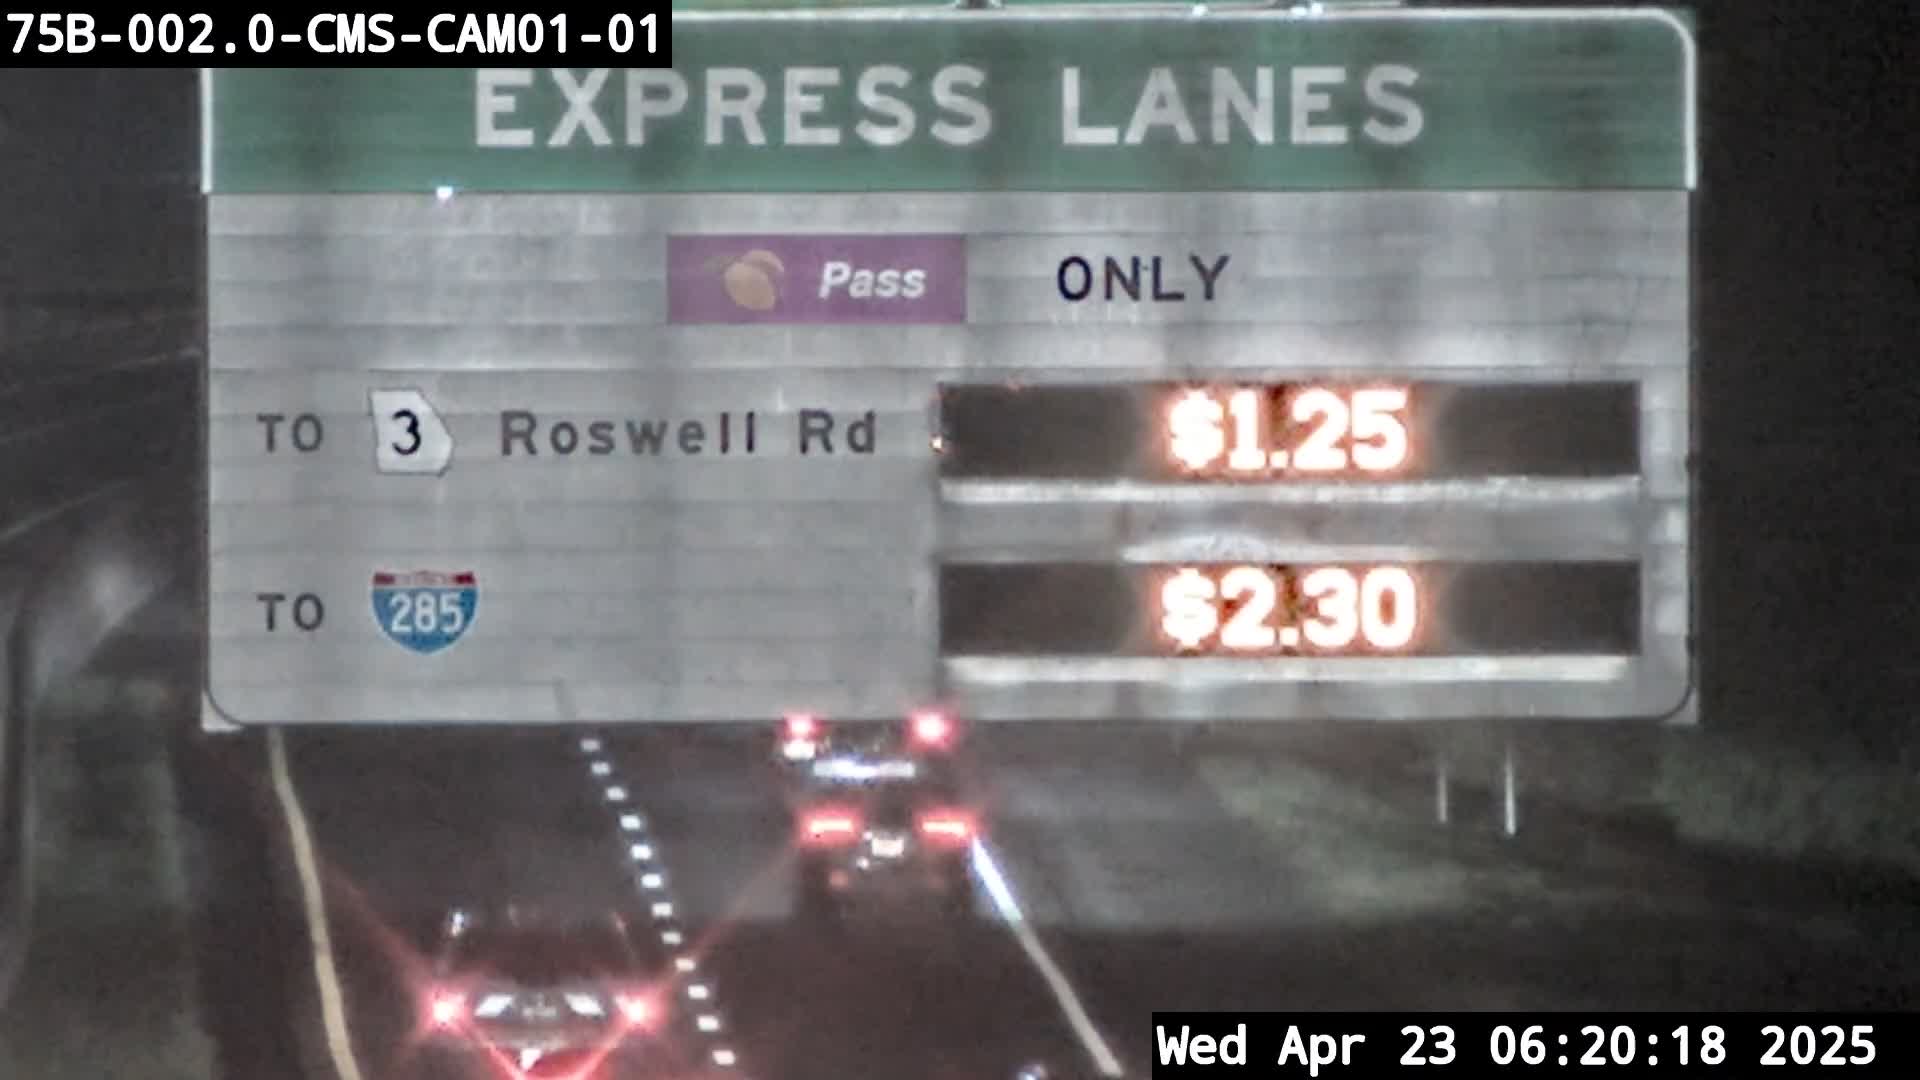 75B-002.0-CMS-CAM01-01
EXPRESS LANES
Pass ONLY
TO 3 Roswell Rd $1.25
TO 285 $2.30
Wed Apr 23 06:20:18 2025